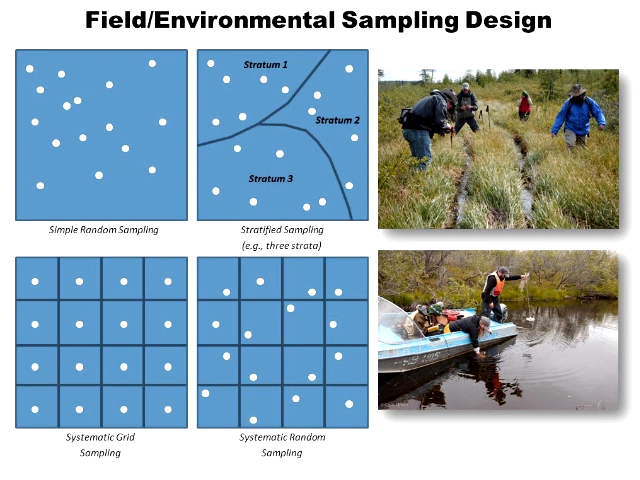 Field/Environmental Sampling Design
Stratum 1
Stratum 2
Stratum 3
Simple Random Sampling
Stratified Sampling
(e.g., three strata)
Systematic Grid
Sampling
Systematic Random
Sampling